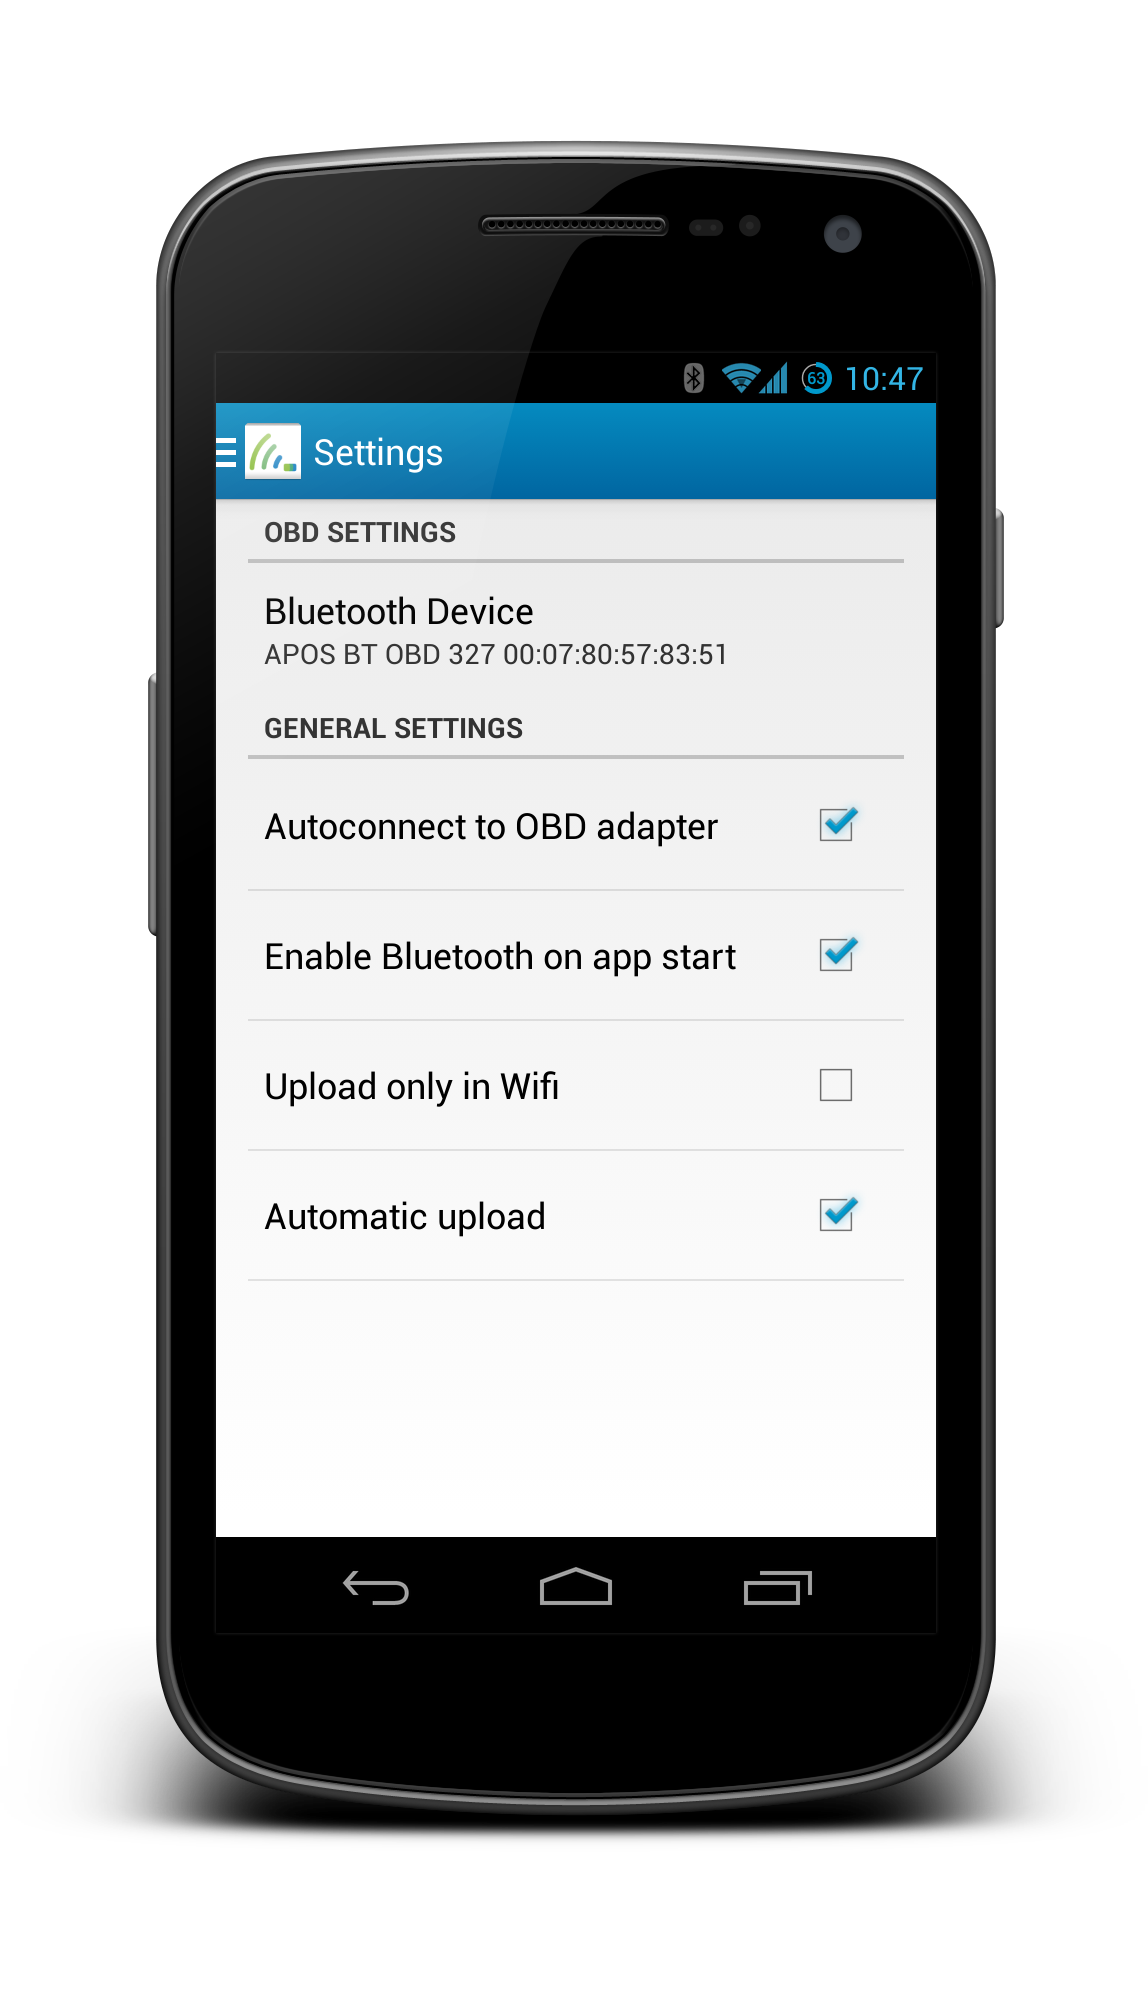 63 10:47
Settings
OBD SETTINGS
Bluetooth Device
APOS BT OBD 327 00:07:80:57:83:51
GENERAL SETTINGS
Autoconnect to OBD adapter
Enable Bluetooth on app start
Upload only in Wifi
Automatic upload